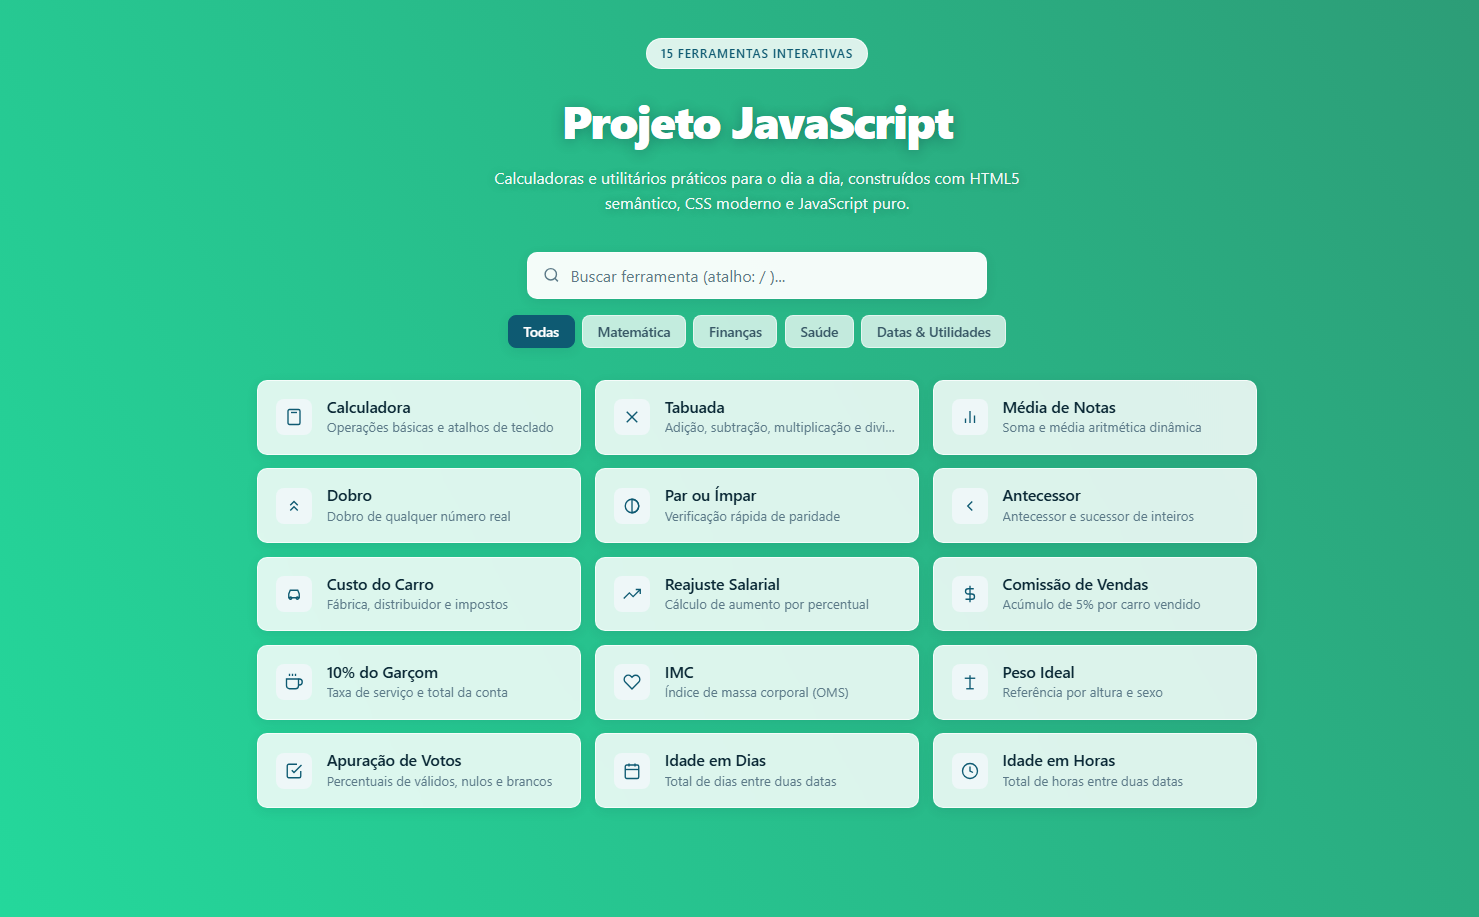 15 FERRAMENTAS INTERATIVAS
Projeto JavaScript
Calculadoras e utilitários práticos para o dia a dia, construídos com HTML5
semântico, CSS moderno e JavaScript puro.
Buscar ferramenta (atalho: / )...
Todas
Matemática
Finanças
Saúde
Datas & Utilidades
Calculadora
Operações básicas e atalhos de teclado
Tabuada
Adição, subtração, multiplicação e divi...
Média de Notas
Soma e média aritmética dinâmica
Dobro
Dobro de qualquer número real
Par ou Ímpar
Verificação rápida de paridade
Antecessor
Antecessor e sucessor de inteiros
Custo do Carro
Fábrica, distribuidor e impostos
Reajuste Salarial
Cálculo de aumento por percentual
Comissão de Vendas
Acúmulo de 5% por carro vendido
10% do Garçom
Taxa de serviço e total da conta
IMC
Índice de massa corporal (OMS)
Peso Ideal
Referência por altura e sexo
Apuração de Votos
Percentuais de válidos, nulos e brancos
Idade em Dias
Total de dias entre duas datas
Idade em Horas
Total de horas entre duas datas